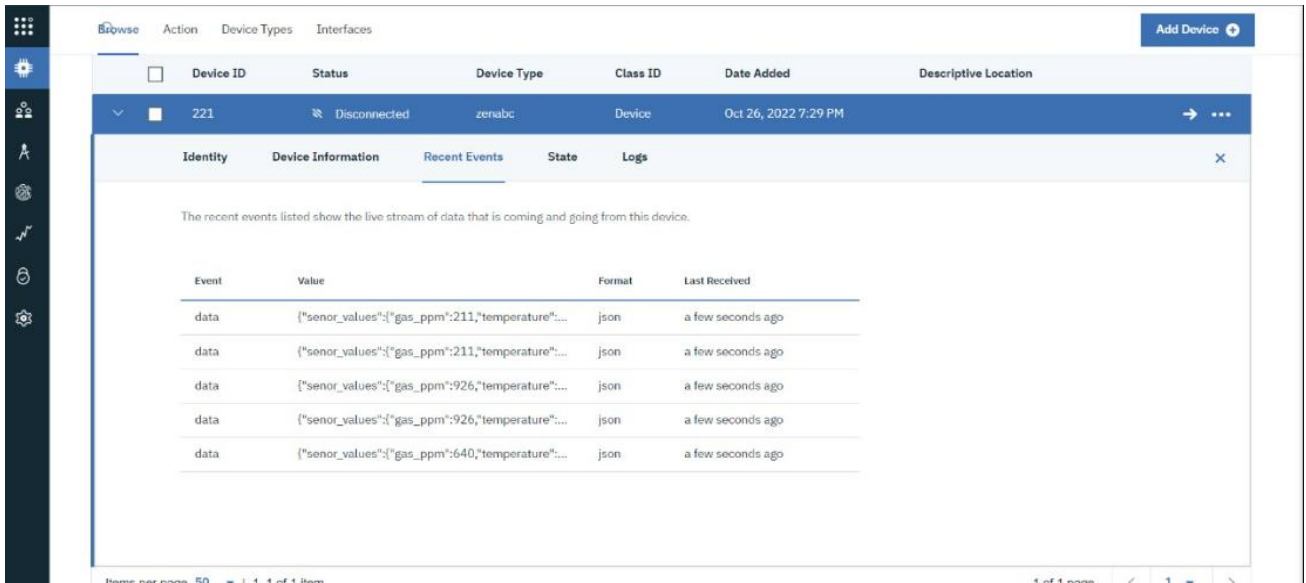 Browse Action Device Types Interfaces Add Device
Device ID Status Device Type Class ID Date Added Descriptive Location
221 Disconnected zenabc Device Oct 26, 2022 7:29 PM
Identity Device Information Recent Events State Logs
The recent events listed show the live stream of data that is coming and going from this device.
Event Value Format Last Received
data {"senor_values":{"gas_ppm":211,"temperature":... json a few seconds ago
data {"senor_values":{"gas_ppm":211,"temperature":... json a few seconds ago
data {"senor_values":{"gas_ppm":926,"temperature":... json a few seconds ago
data {"senor_values":{"gas_ppm":926,"temperature":... json a few seconds ago
data {"senor_values":{"gas_ppm":640,"temperature":... json a few seconds ago
Items per page 50 | 1–1 of 1 item 1 of 1 page 1